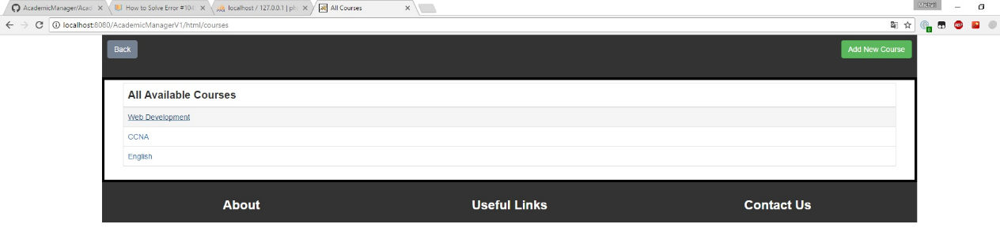 AcademicManager/Acad
How to Solve Error #104
localhost / 127.0.0.1 | ph
All Courses
localhost:8080/AcademicManagerV1/html/courses
Back
Add New Course
All Available Courses
Web Development
CCNA
English
About
Useful Links
Contact Us